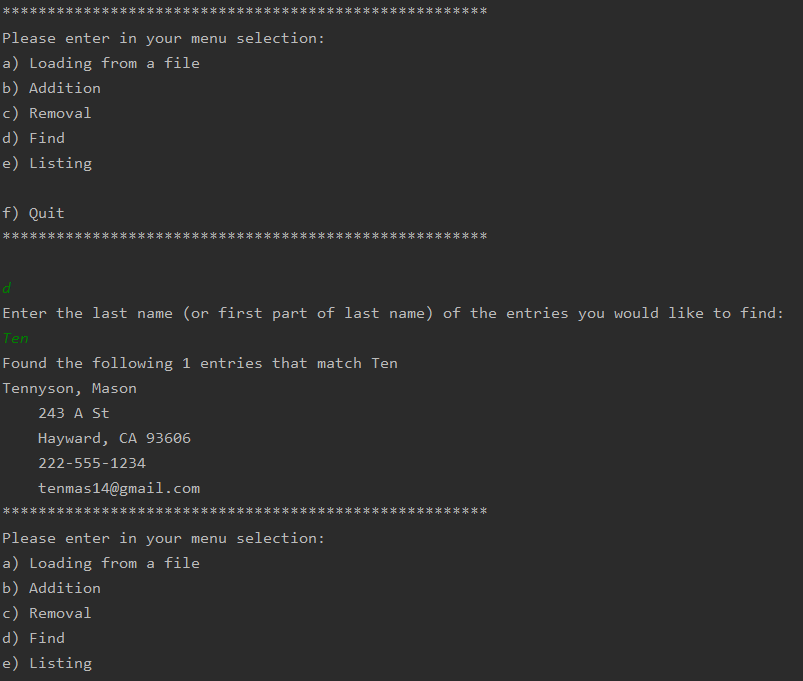 ******************************************************
Please enter in your menu selection:
a) Loading from a file
b) Addition
c) Removal
d) Find
e) Listing
f) Quit
******************************************************
d
Enter the last name (or first part of last name) of the entries you would like to find:
Ten
Found the following 1 entries that match Ten
Tennyson, Mason
243 A St
Hayward, CA 93606
222-555-1234
tenmas14@gmail.com
******************************************************
Please enter in your menu selection:
a) Loading from a file
b) Addition
c) Removal
d) Find
e) Listing